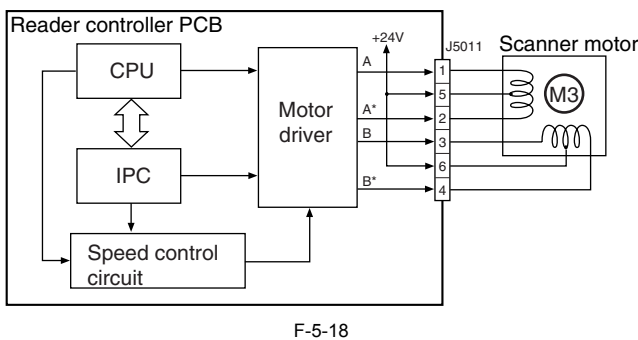 Reader controller PCB
+24V
J5011
Scanner motor
CPU
Motor
driver
IPC
Speed control
circuit
A
A*
B
B*
1
5
2
3
6
4
M3
F-5-18